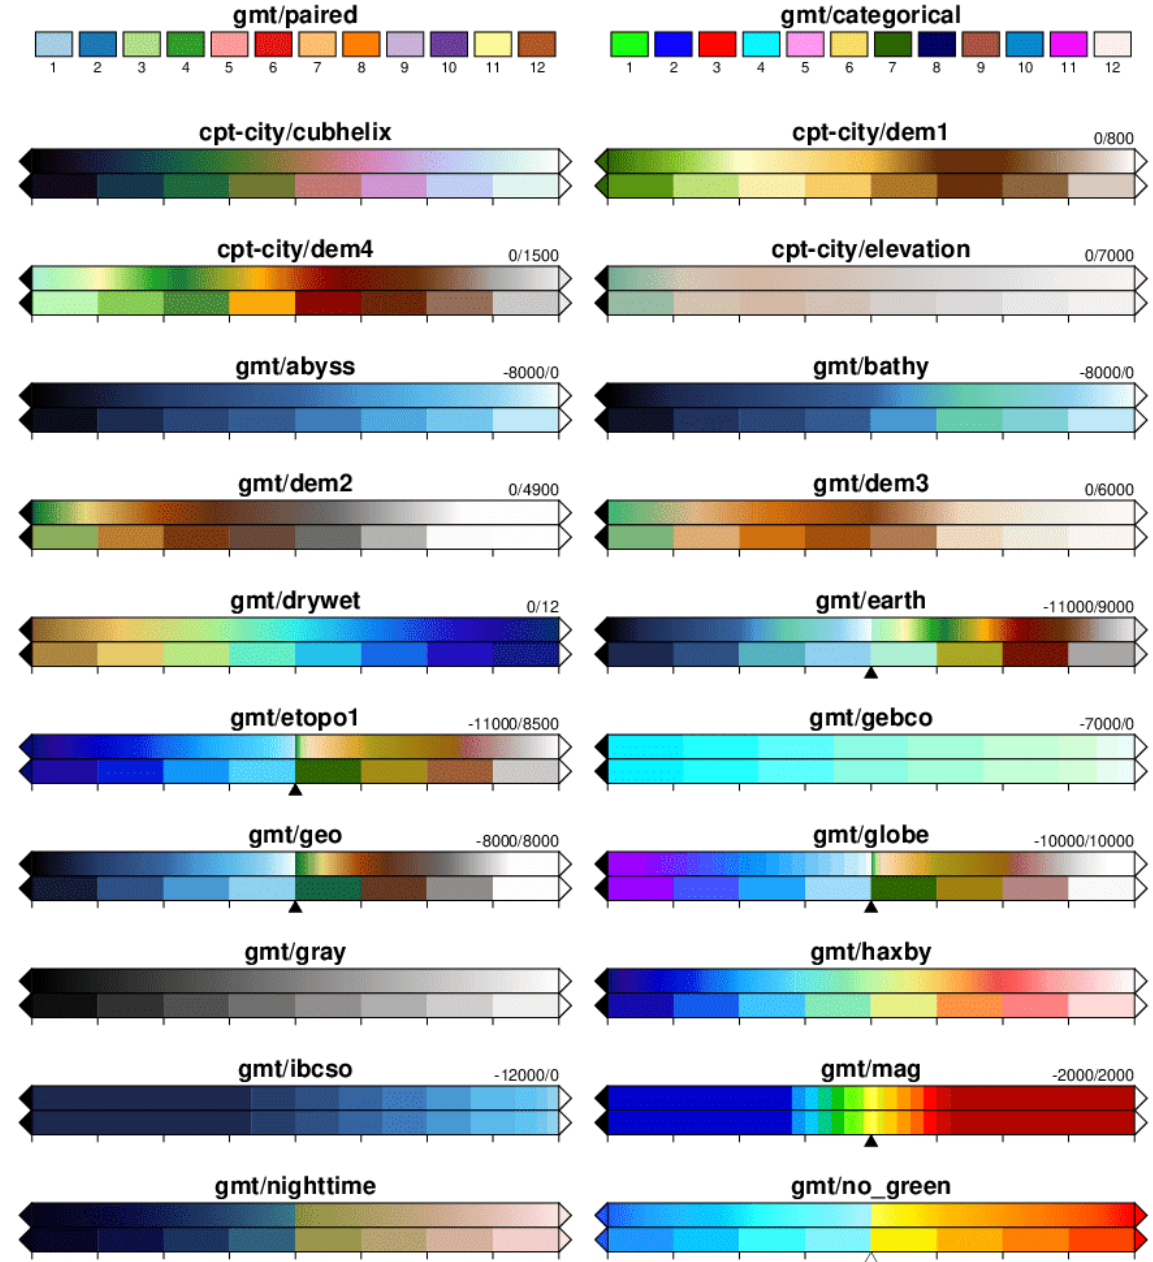 gmt/paired gmt/categorical
1 2 3 4 5 6 7 8 9 10 11 12 1 2 3 4 5 6 7 8 9 10 11 12
cpt-city/cubhelix cpt-city/dem1 0/800
cpt-city/dem4 0/1500 cpt-city/elevation 0/7000
gmt/abyss -8000/0 gmt/bathy -8000/0
gmt/dem2 0/4900 gmt/dem3 0/6000
gmt/drywet 0/12 gmt/earth -11000/9000
gmt/etopo1 -11000/8500 gmt/gebco -7000/0
gmt/geo -8000/8000 gmt/globe -10000/10000
gmt/gray gmt/haxby
gmt/ibcso -12000/0 gmt/mag -2000/2000
gmt/nighttime gmt/no_green